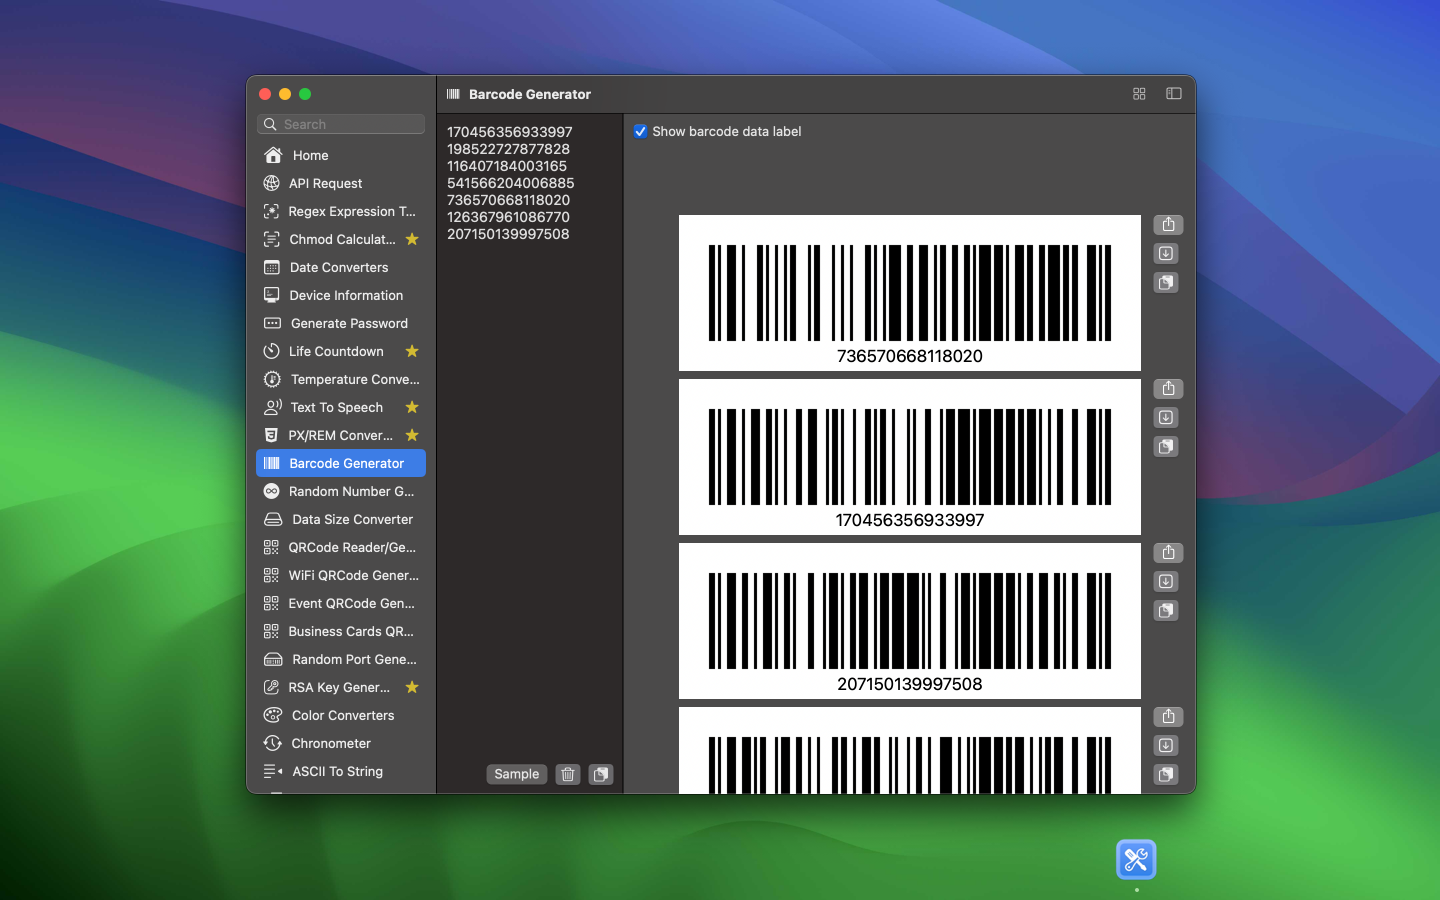 Barcode Generator
Search
Home
API Request
Regex Expression T...
Chmod Calculat...
Date Converters
Device Information
Generate Password
Life Countdown
Temperature Conve...
Text To Speech
PX/REM Conver...
Barcode Generator
Random Number G...
Data Size Converter
QRCode Reader/Ge...
WiFi QRCode Gener...
Event QRCode Gen...
Business Cards QR...
Random Port Gene...
RSA Key Gener...
Color Converters
Chronometer
ASCII To String
170456356933997
198522727877828
116407184003165
541566204006885
736570668118020
126367961086770
207150139997508
Sample
Show barcode data label
736570668118020
170456356933997
207150139997508